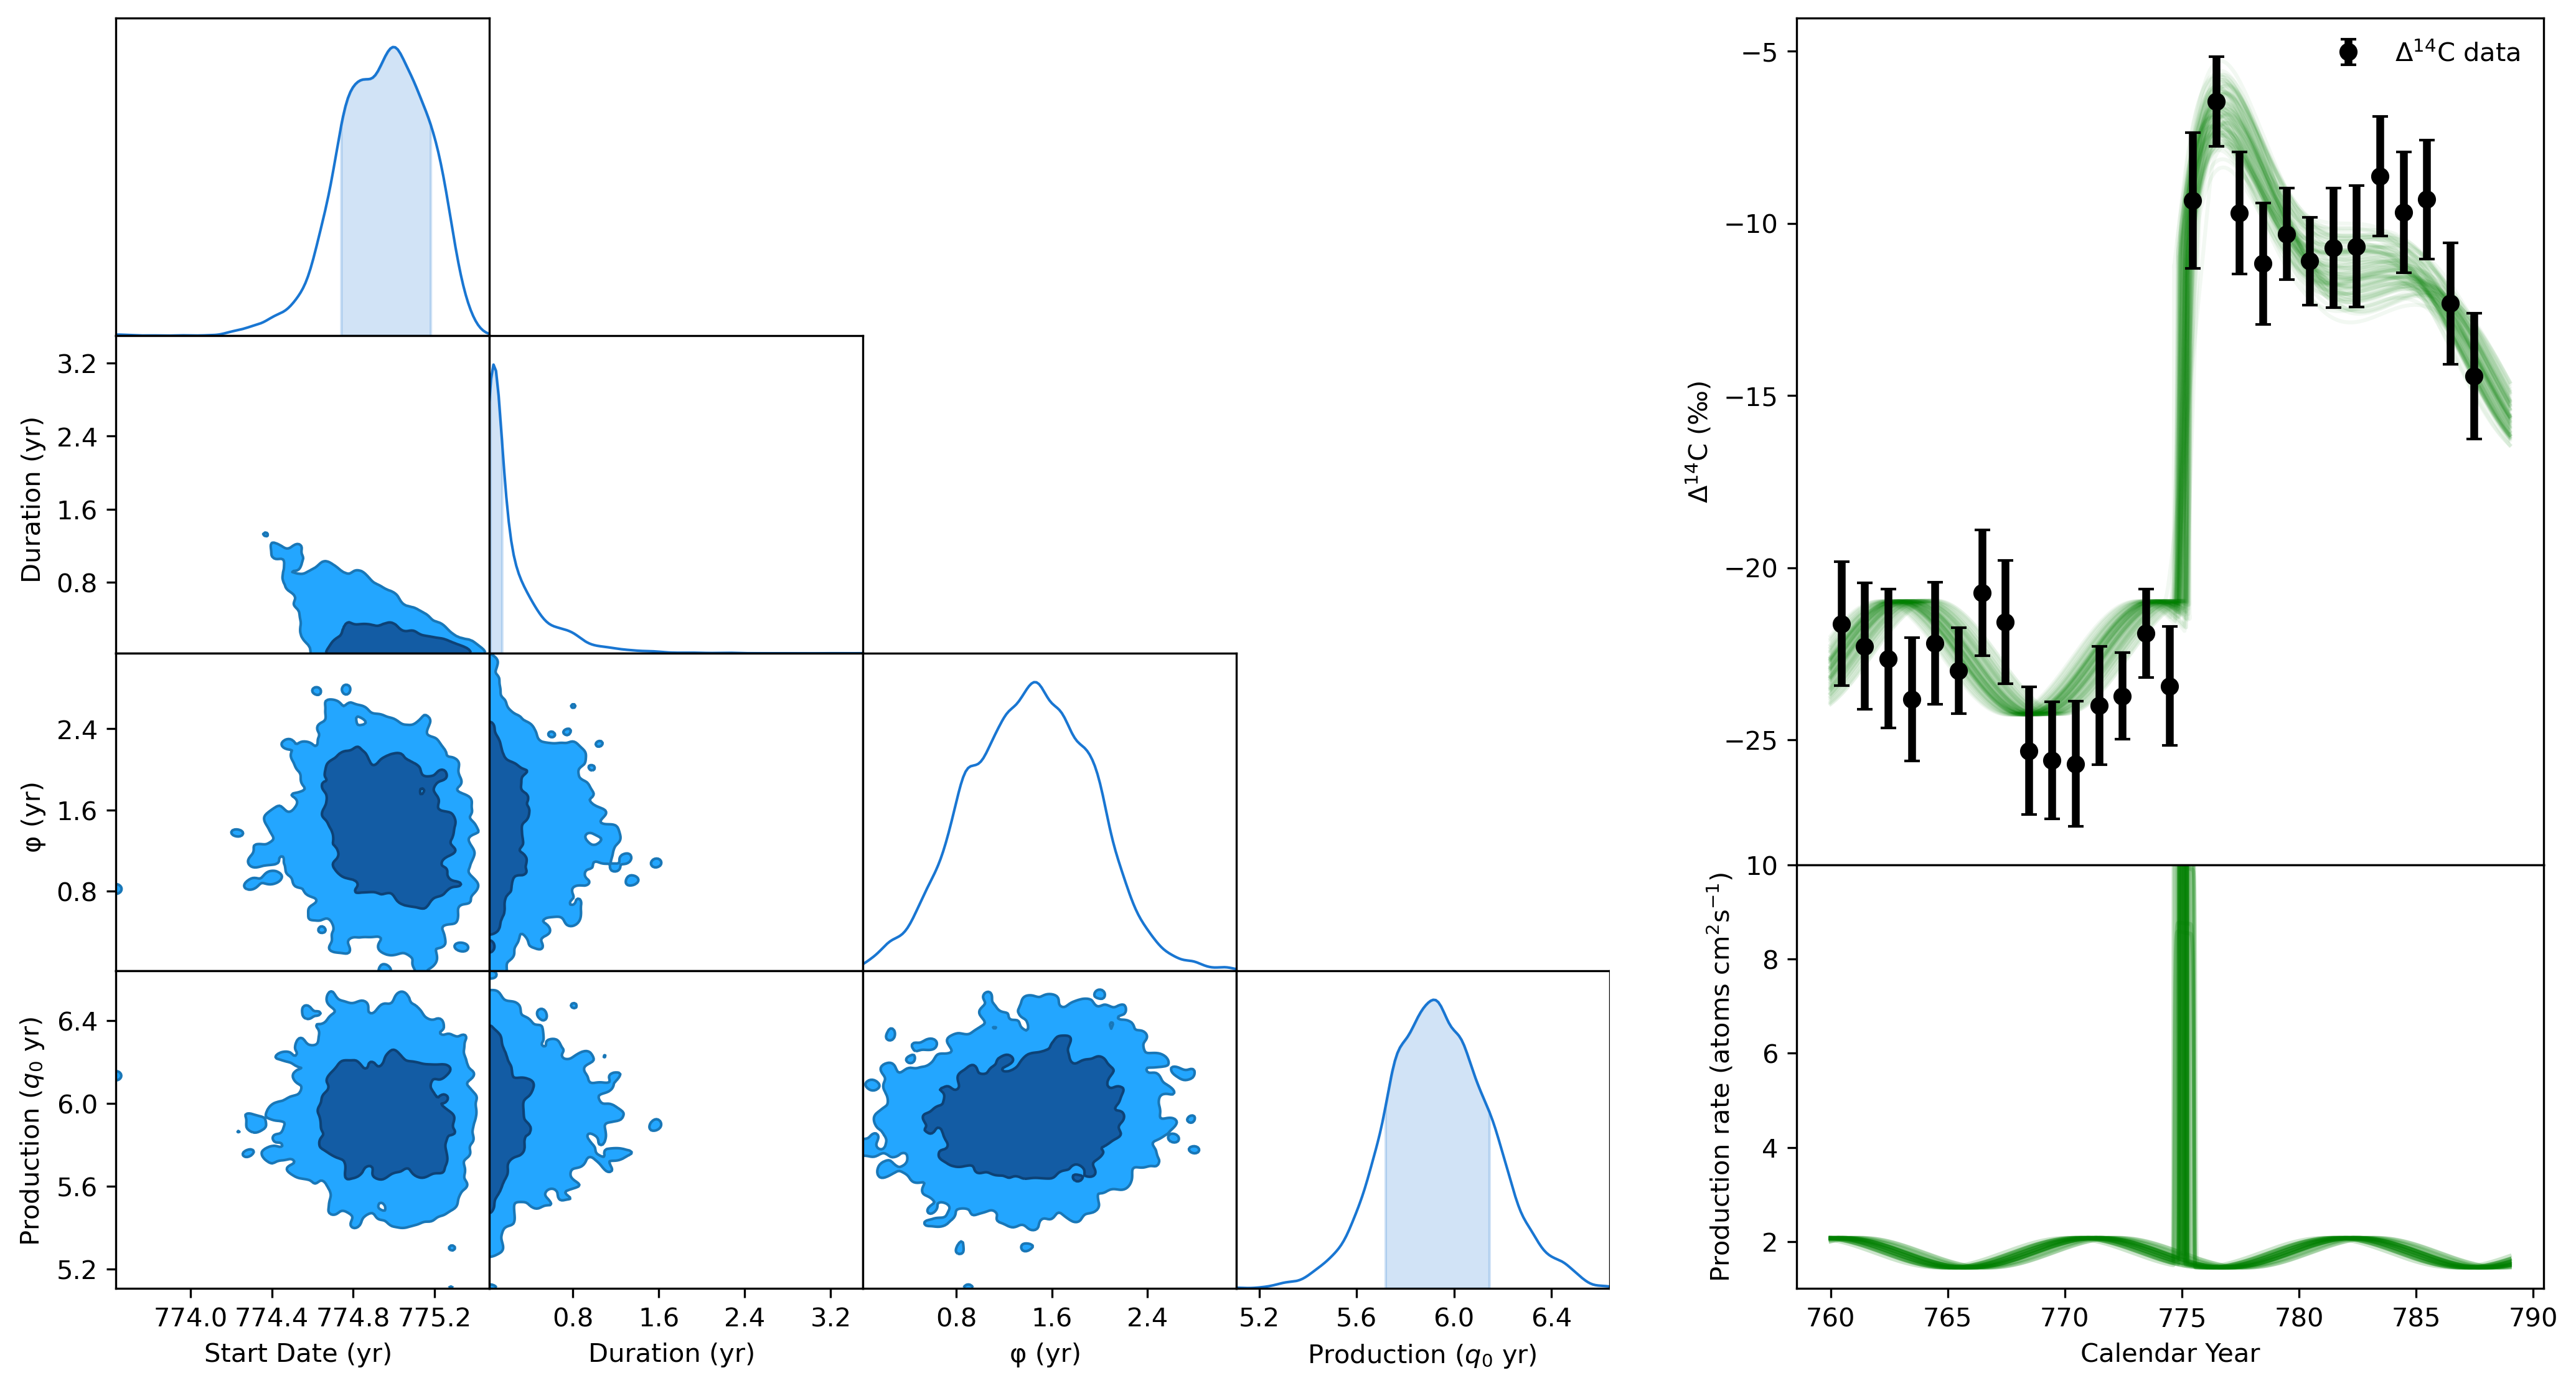 3.2
2.4
1.6
0.8
Duration (yr)
2.4
1.6
0.8
φ (yr)
6.4
6.0
5.6
5.2
Production (q₀ yr)
774.0 774.4 774.8 775.2
Start Date (yr)
0.8 1.6 2.4 3.2
Duration (yr)
0.8 1.6 2.4
φ (yr)
5.2 5.6 6.0 6.4
Production (q₀ yr)
Δ¹⁴C data
−5
−10
−15
−20
−25
Δ¹⁴C (‰)
10
8
6
4
2
Production rate (atoms cm²s⁻¹)
760 765 770 775 780 785 790
Calendar Year